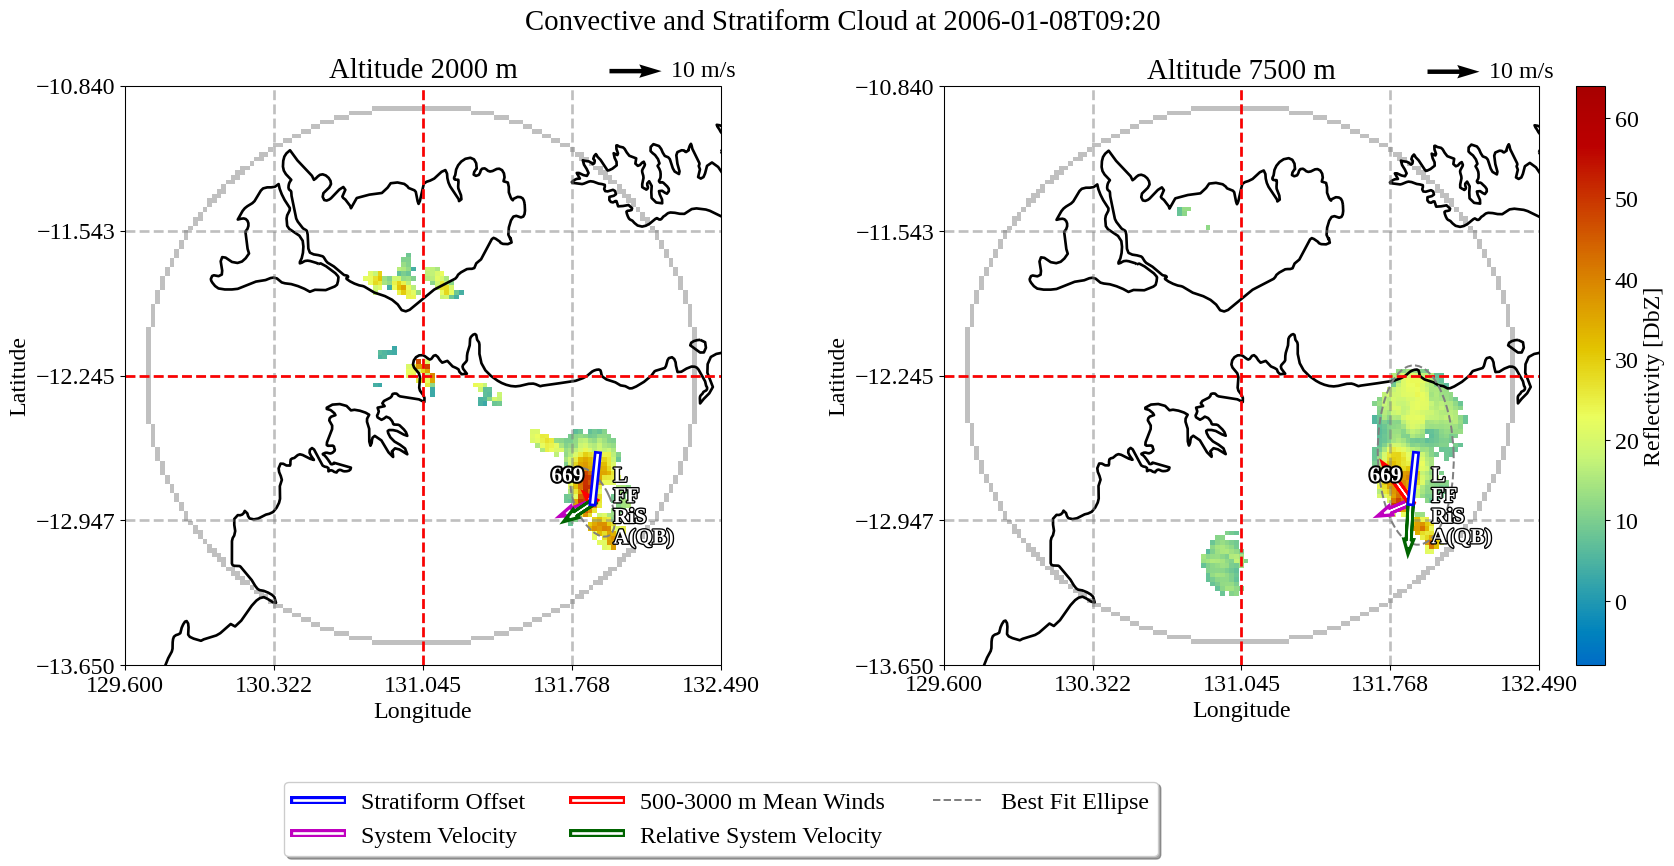 Convective and Stratiform Cloud at 2006-01-08T09:20
Altitude 2000 m
10 m/s
Altitude 7500 m
10 m/s
−10.840
−11.543
−12.245
−12.947
−13.650
Latitude
129.600
130.322
131.045
131.768
132.490
Longitude
669
L
FF
RiS
A(QB)
−10.840
−11.543
−12.245
−12.947
−13.650
Latitude
129.600
130.322
131.045
131.768
132.490
Longitude
669
L
FF
RiS
A(QB)
60
50
40
30
20
10
0
Reflectivity [DbZ]
Stratiform Offset
500-3000 m Mean Winds
Best Fit Ellipse
System Velocity
Relative System Velocity